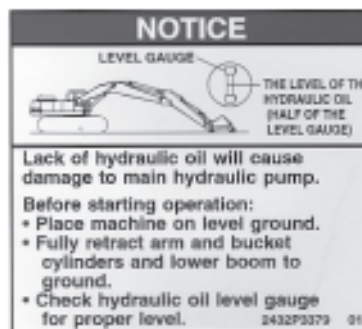 NOTICE
LEVEL GAUGE
THE LEVEL OF TH
HYDRAULIC OIL
(HALF OF THE
LEVEL GAUGE)
Lack of hydraulic oil will cause
damage to main hydraulic pump.
Before starting operation:
• Place machine on level ground.
• Fully retract arm and bucket
cylinders and lower boom to
ground.
• Check hydraulic oil level gauge
for proper level.
2432P3379 01